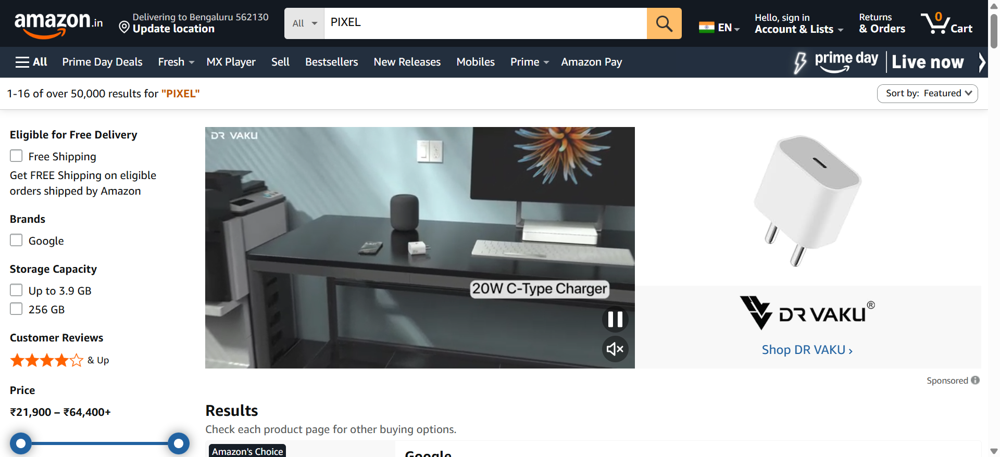 amazon.in
Delivering to Bengaluru 562130
Update location
All
PIXEL
EN
Hello, sign in
Account & Lists
Returns
& Orders
0
Cart
All
Prime Day Deals
Fresh
MX Player
Sell
Bestsellers
New Releases
Mobiles
Prime
Amazon Pay
prime day
Live now
1-16 of over 50,000 results for "PIXEL"
Sort by: Featured
Eligible for Free Delivery
Free Shipping
Get FREE Shipping on eligible
orders shipped by Amazon
Brands
Google
Storage Capacity
Up to 3.9 GB
256 GB
Customer Reviews
& Up
Price
₹21,900 – ₹64,400+
DR VAKU
20W C-Type Charger
DR VAKU®
Shop DR VAKU ›
Sponsored
Results
Check each product page for other buying options.
Amazon's Choice
Google